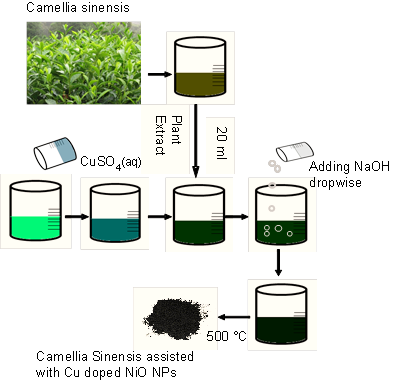 Camellia sinensis
Plant
Extract
20 ml
CuSO₄(aq)
Adding NaOH
dropwise
500 °C
Camellia Sinensis assisted
with Cu doped NiO NPs